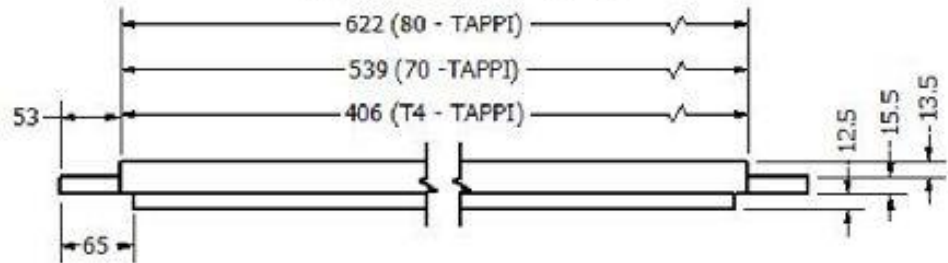 622 (80 - TAPPI)
539 (70 -TAPPI)
53
406 (T4 - TAPPI)
12.5
15.5
13.5
65